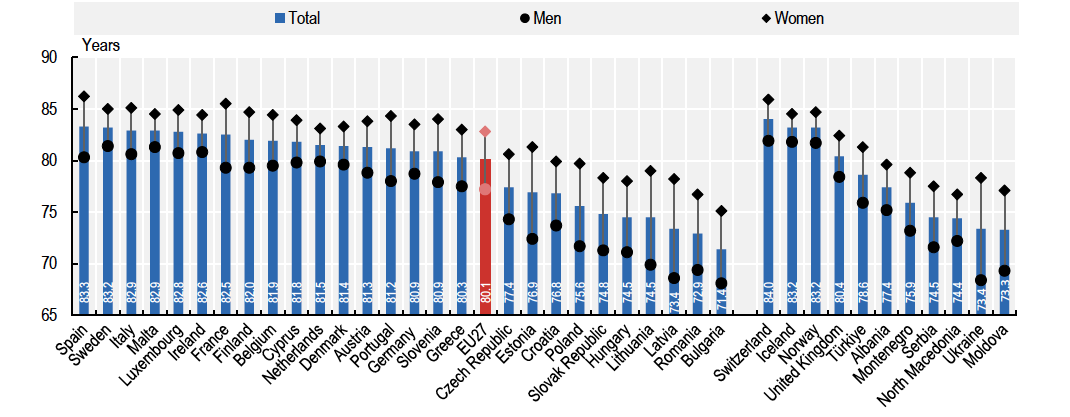 Total Men Women
Years
90
85
80
75
70
65
83.3 83.2 82.9 82.9 82.8 82.6 82.5 82.0 81.9 81.8 81.5 81.4 81.3 81.2 80.9 80.9 80.3 80.1 77.4 76.9 76.8 75.6 74.8 74.5 74.5 73.4 72.9 71.4 84.0 83.2 83.2 80.4 78.6 77.4 75.9 74.5 74.4 73.4 73.3
Spain
Sweden
Italy
Malta
Luxembourg
Ireland
France
Finland
Belgium
Cyprus
Netherlands
Denmark
Austria
Portugal
Germany
Slovenia
Greece
EU27
Czech Republic
Estonia
Croatia
Poland
Slovak Republic
Hungary
Lithuania
Latvia
Romania
Bulgaria
Switzerland
Iceland
Norway
United Kingdom
Türkiye
Albania
Montenegro
Serbia
North Macedonia
Ukraine
Moldova